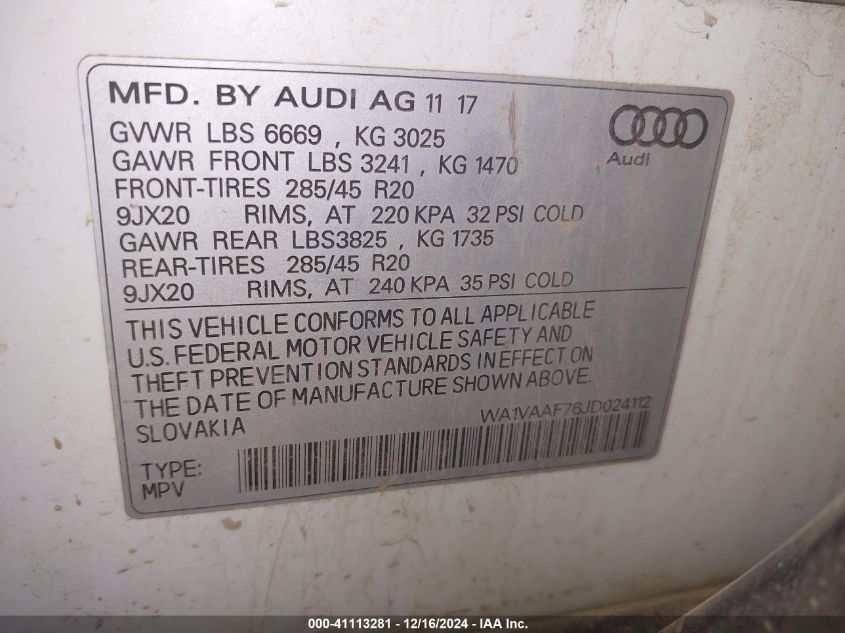 MFD. BY AUDI AG 11 17
GVWR LBS 6669 , KG 3025
GAWR FRONT LBS 3241 , KG 1470
FRONT-TIRES 285/45 R20
9JX20 RIMS, AT 220 KPA 32 PSI COLD
GAWR REAR LBS3825 , KG 1735
REAR-TIRES 285/45 R20
9JX20 RIMS, AT 240 KPA 35 PSI COLD
Audi
THIS VEHICLE CONFORMS TO ALL APPLICABLE
U.S. FEDERAL MOTOR VEHICLE SAFETY AND
THEFT PREVENTION STANDARDS IN EFFECT ON
THE DATE OF MANUFACTURE SHOWN ABOVE.
SLOVAKIA
WA1VAAF76JD024112
TYPE:
MPV
000-41113281 - 12/16/2024 - IAA Inc.